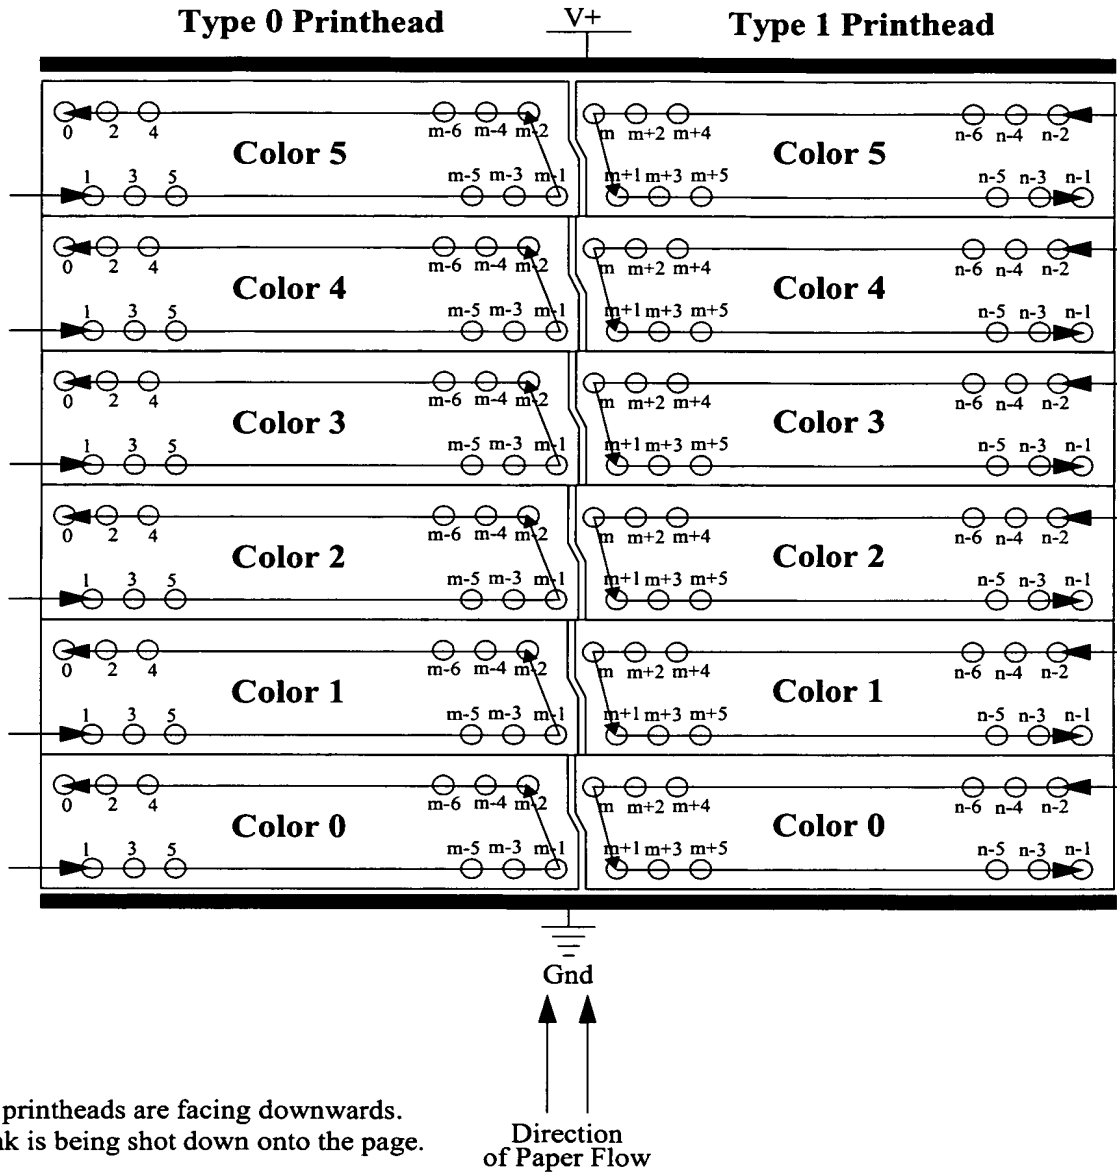 Type 0 Printhead V+ Type 1 Printhead
0 2 4 m-6 m-4 m-2 m m+2 m+4 n-6 n-4 n-2
Color 5 Color 5
1 3 5 m-5 m-3 m-1 m+1 m+3 m+5 n-5 n-3 n-1
0 2 4 m-6 m-4 m-2 m m+2 m+4 n-6 n-4 n-2
Color 4 Color 4
1 3 5 m-5 m-3 m-1 m+1 m+3 m+5 n-5 n-3 n-1
0 2 4 m-6 m-4 m-2 m m+2 m+4 n-6 n-4 n-2
Color 3 Color 3
1 3 5 m-5 m-3 m-1 m+1 m+3 m+5 n-5 n-3 n-1
0 2 4 m-6 m-4 m-2 m m+2 m+4 n-6 n-4 n-2
Color 2 Color 2
1 3 5 m-5 m-3 m-1 m+1 m+3 m+5 n-5 n-3 n-1
0 2 4 m-6 m-4 m-2 m m+2 m+4 n-6 n-4 n-2
Color 1 Color 1
1 3 5 m-5 m-3 m-1 m+1 m+3 m+5 n-5 n-3 n-1
0 2 4 m-6 m-4 m-2 m m+2 m+4 n-6 n-4 n-2
Color 0 Color 0
1 3 5 m-5 m-3 m-1 m+1 m+3 m+5 n-5 n-3 n-1
Gnd
printheads are facing downwards.
is being shot down onto the page.
Direction
of Paper Flow